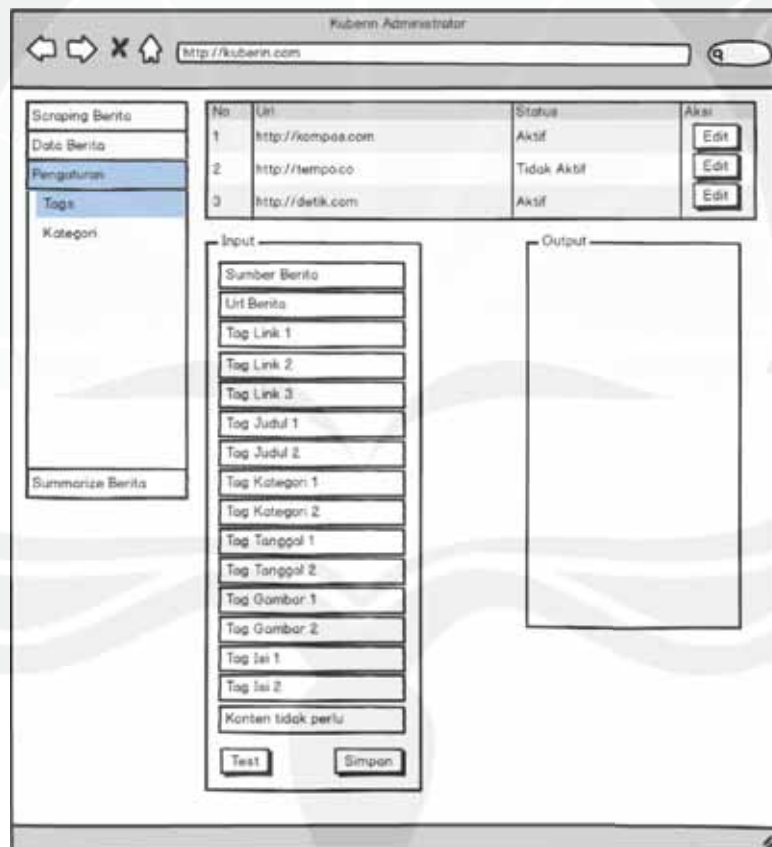 Kuberin Administrator
http://kuberin.com
Scraping Berita
Data Berita
Pengaturan
Tags
Kategori
Summarize Berita
No Url Status Aksi
1 http://kompas.com Aktif Edit
2 http://tempo.co Tidak Aktif Edit
3 http://detik.com Aktif Edit
Input
Sumber Berita
Url Berita
Tag Link 1
Tag Link 2
Tag Link 3
Tag Judul 1
Tag Judul 2
Tag Kategori 1
Tag Kategori 2
Tag Tanggal 1
Tag Tanggal 2
Tag Gambar 1
Tag Gambar 2
Tag Isi 1
Tag Isi 2
Konten tidak perlu
Test Simpan
Output